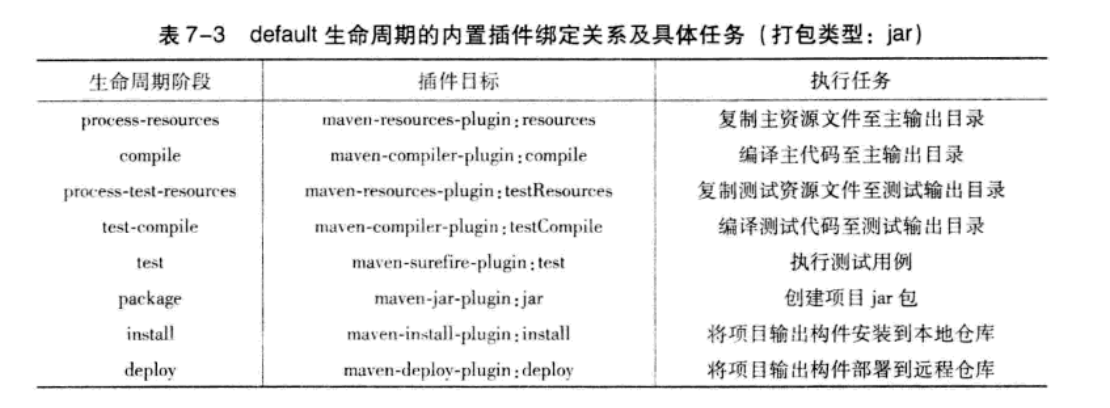 表 7-3 default 生命周期的内置插件绑定关系及具体任务(打包类型:jar)
生命周期阶段 插件目标 执行任务
process-resources maven-resources-plugin:resources 复制主资源文件至主输出目录
compile maven-compiler-plugin:compile 编译主代码至主输出目录
process-test-resources maven-resources-plugin:testResources 复制测试资源文件至测试输出目录
test-compile maven-compiler-plugin:testCompile 编译测试代码至测试输出目录
test maven-surefire-plugin:test 执行测试用例
package maven-jar-plugin:jar 创建项目 jar 包
install maven-install-plugin:install 将项目输出构件安装到本地仓库
deploy maven-deploy-plugin:deploy 将项目输出构件部署到远程仓库